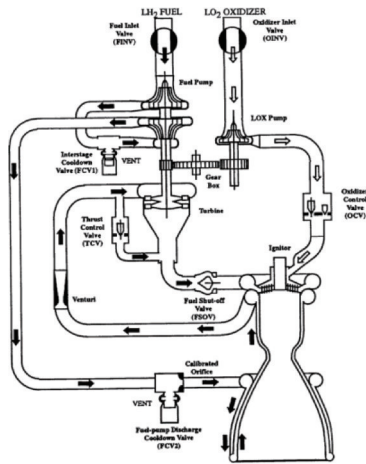 LH2 FUEL
LO2 OXIDIZER
Fuel Inlet
Valve
(FINV)
Oxidizer Inlet
Valve
(OINV)
Fuel Pump
LOX Pump
Interstage
Cooldown
Valve (FCV1)
VENT
Gear
Box
Oxidizer
Control
Valve
(OCV)
Turbine
Thrust
Control
Valve
(TCV)
Ignitor
Fuel Shut-off
Valve
(FSOV)
Venturi
Calibrated
Orifice
VENT
Fuel-pump Discharge
Cooldown Valve
(FCV2)